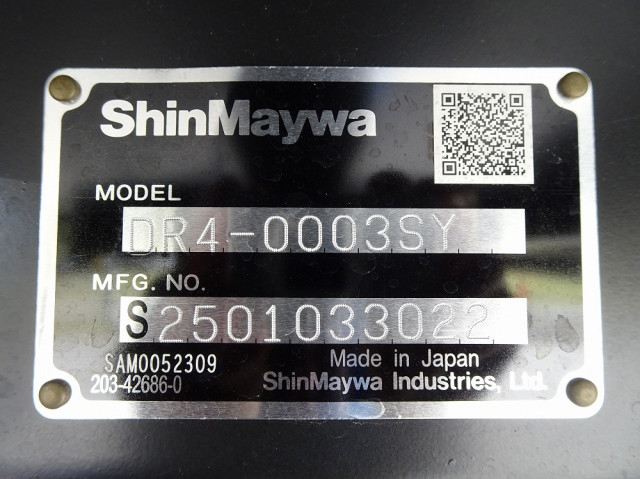 ShinMaywa
MODEL
DR4-0003SY
MFG. NO.
S2501033022
SAM0052309
203-42686-0
Made in Japan
ShinMaywa Industries, Ltd.